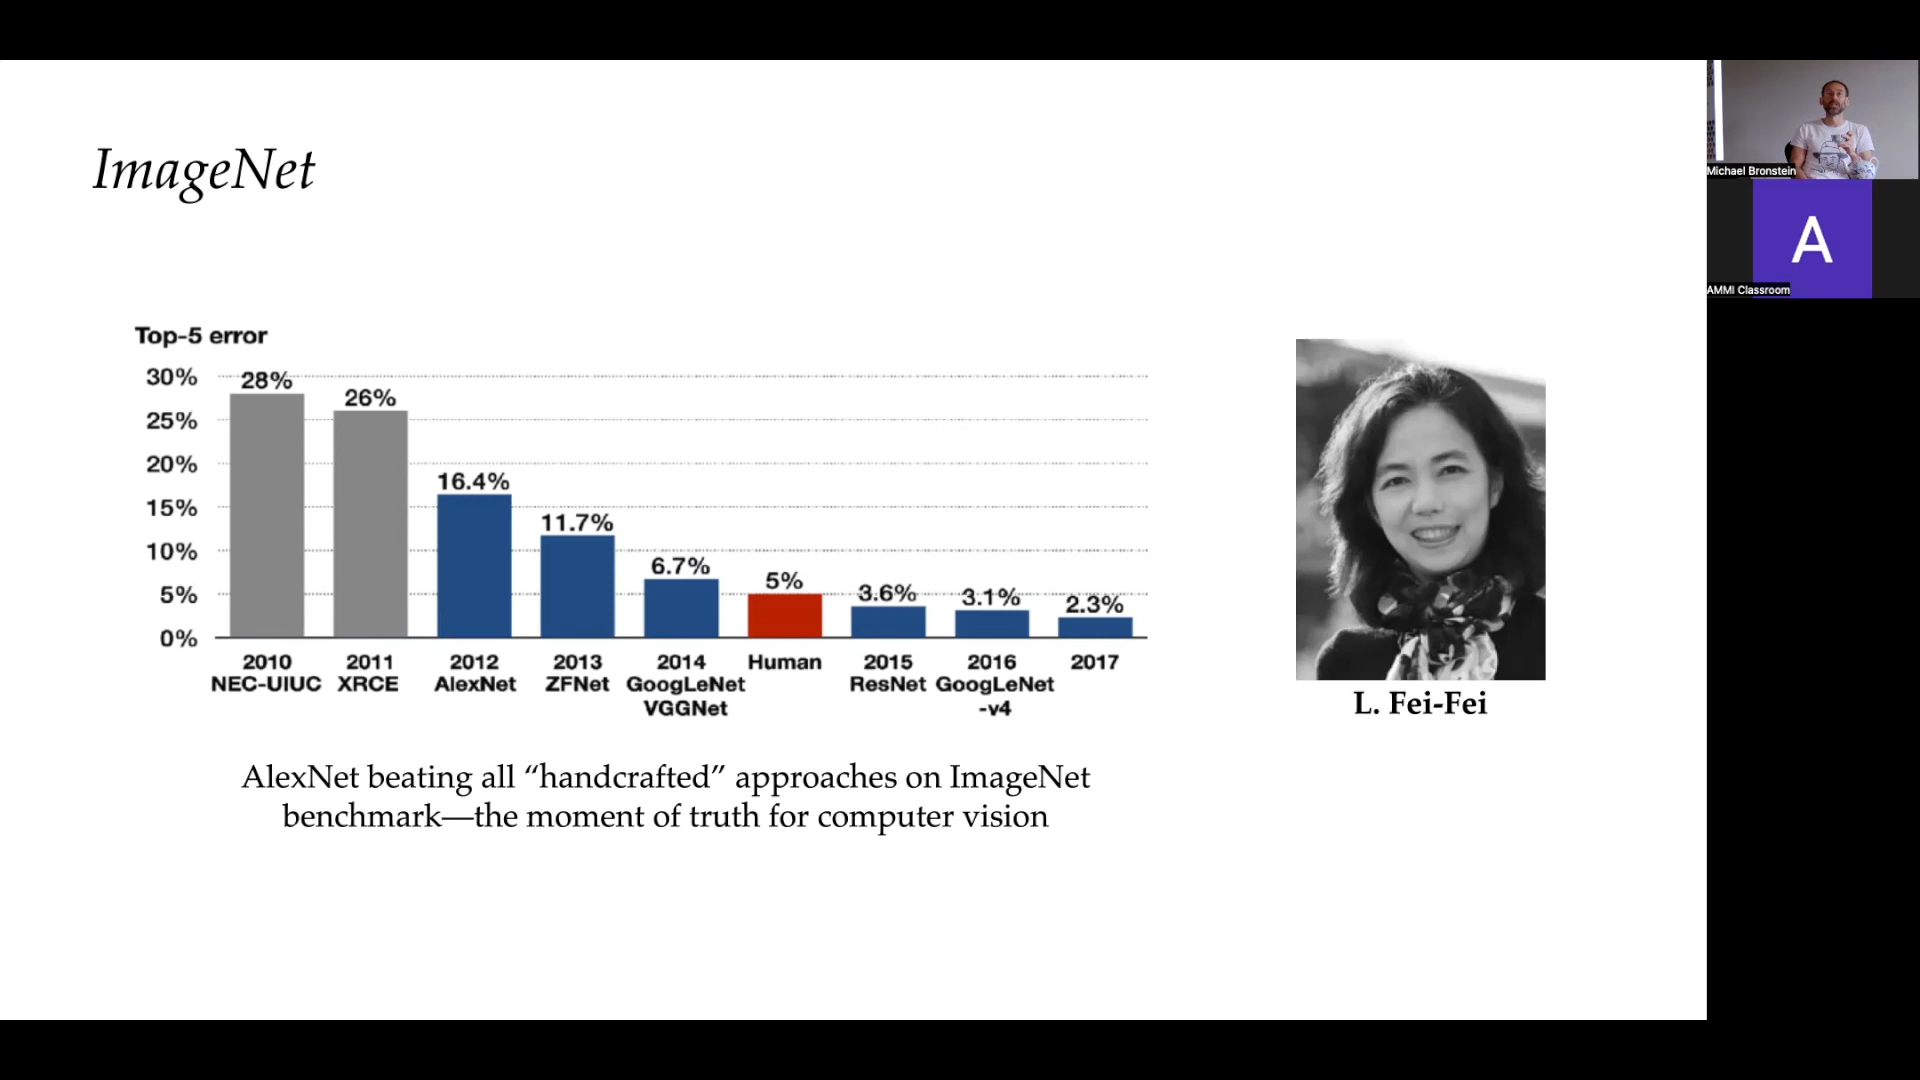 ImageNet
Top-5 error
30%
25%
20%
15%
10%
5%
0%
28%
26%
16.4%
11.7%
6.7%
5%
3.6%
3.1%
2.3%
2010
NEC-UIUC
2011
XRCE
2012
AlexNet
2013
ZFNet
2014
GoogLeNet
VGGNet
Human
2015
ResNet
2016
GoogLeNet
-v4
2017
AlexNet beating all “handcrafted” approaches on ImageNet
benchmark—the moment of truth for computer vision
L. Fei-Fei
Michael Bronstein
A
AMMI Classroom